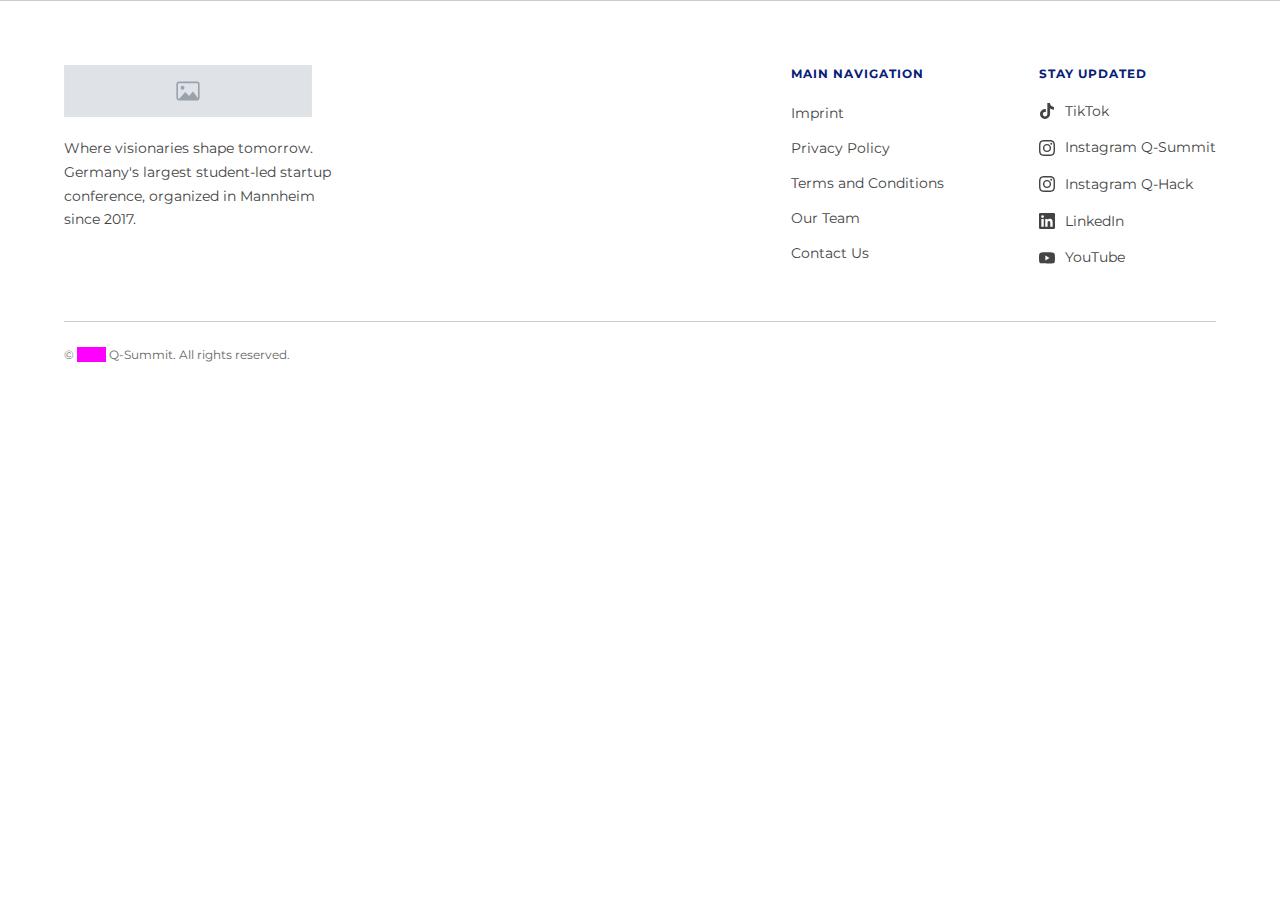 Where visionaries shape tomorrow.
Germany's largest student-led startup
conference, organized in Mannheim
since 2017.
MAIN NAVIGATION
Imprint
Privacy Policy
Terms and Conditions
Our Team
Contact Us
STAY UPDATED
TikTok
Instagram Q-Summit
Instagram Q-Hack
LinkedIn
YouTube
© Q-Summit. All rights reserved.